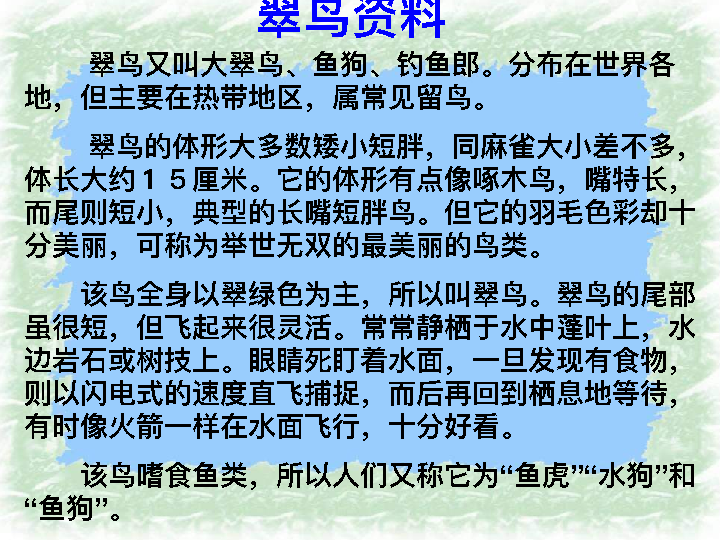 翠鸟资料
翠鸟又叫大翠鸟、鱼狗、钓鱼郎。分布在世界各
地，但主要在热带地区，属常见留鸟。
翠鸟的体形大多数矮小短胖，同麻雀大小差不多，
体长大约１５厘米。它的体形有点像啄木鸟，嘴特长，
而尾则短小，典型的长嘴短胖鸟。但它的羽毛色彩却十
分美丽，可称为举世无双的最美丽的鸟类。
该鸟全身以翠绿色为主，所以叫翠鸟。翠鸟的尾部
虽很短，但飞起来很灵活。常常静栖于水中蓬叶上，水
边岩石或树技上。眼睛死盯着水面，一旦发现有食物，
则以闪电式的速度直飞捕捉，而后再回到栖息地等待，
有时像火箭一样在水面飞行，十分好看。
该鸟嗜食鱼类，所以人们又称它为“鱼虎”“水狗”和
“鱼狗”。